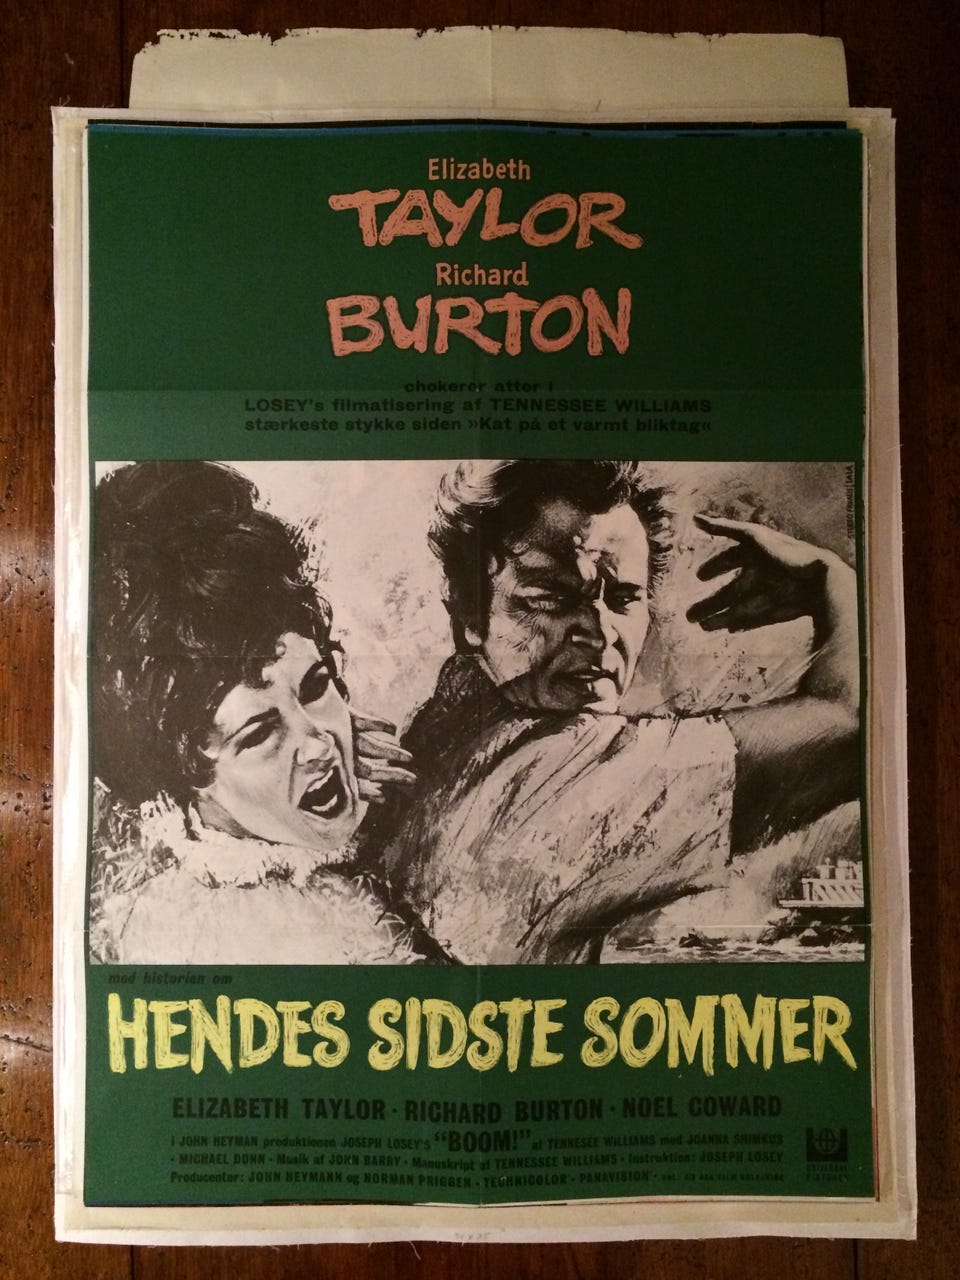 Elizabeth
TAYLOR
Richard
BURTON
chokerer atter i
LOSEY's filmatisering af TENNESSEE WILLIAMS
stærkeste stykke siden »Kat på et varmt bliktag«
med historien om
HENDES SIDSTE SOMMER
ELIZABETH TAYLOR · RICHARD BURTON · NOEL COWARD
I JOHN HEYMAN produktionen JOSEPH LOSEY'S "BOOM!" af TENNESEE WILLIAMS med JOANNA SHIMKUS
· MICHAEL DUNN · Musik af JOHN BARRY · Manuskript af TENNESSEE WILLIAMS · Instruktion: JOSEPH LOSEY
Producenter: JOHN HEYMANN og NORMAN PRIGGEN · TECHNICOLOR · PANAVISION
UNIVERSAL
PICTURES